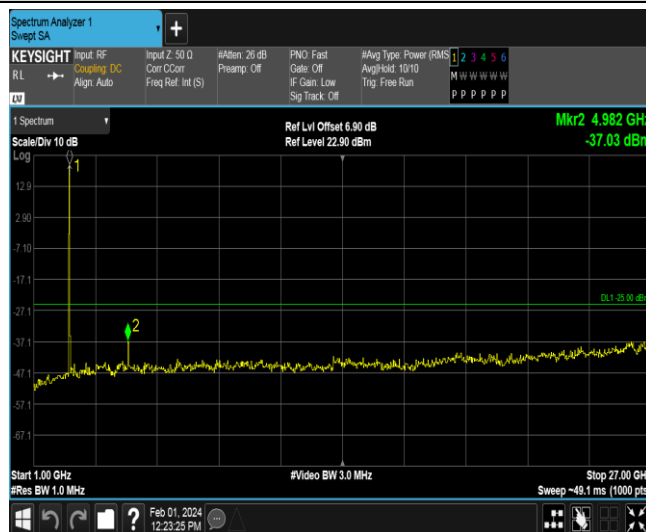 Spectrum Analyzer 1
Swept SA
+
KEYSIGHT Input: RF Input Z: 50 Ω #Atten: 26 dB PNO: Fast #Avg Type: Power (RMS 1 2 3 4 5 6
RL Coupling: DC Corr CCorr Preamp: Off Gate: Off Avg|Hold: 10/10 M W W W W W
Align: Auto Freq Ref: Int (S) IF Gain: Low Trig: Free Run
Sig Track: Off P P P P P P
LXI
1 Spectrum Ref Lvl Offset 6.90 dB Mkr2 4.982 GHz
Scale/Div 10 dB Ref Level 22.90 dBm -37.03 dBm
Log
1
12.9
2.90
-7.10
-17.1
DL1 -25.00 dBm
-27.1
2
-37.1
-47.1
-57.1
-67.1
Start 1.00 GHz #Video BW 3.0 MHz Stop 27.00 GH
#Res BW 1.0 MHz Sweep ~49.1 ms (1000 pts
? Feb 01, 2024
12:23:25 PM